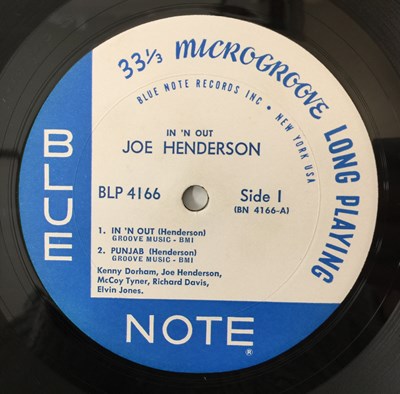 33 1/3 MICROGROOVE LONG PLAYING
BLUE NOTE RECORDS INC • NEW YORK USA
IN 'N OUT
JOE HENDERSON
BLP 4166
Side 1
(BN 4166-A)
1. IN 'N OUT (Henderson)
GROOVE MUSIC - BMI
2. PUNJAB (Henderson)
GROOVE MUSIC - BMI
Kenny Dorham, Joe Henderson,
McCoy Tyner, Richard Davis,
Elvin Jones.
BLUE
NOTE
®